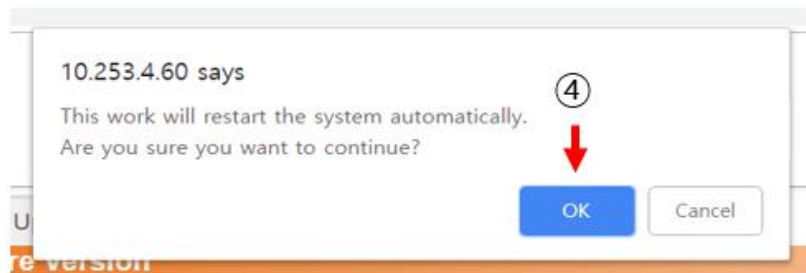 10.253.4.60 says
④
This work will restart the system automatically.
Are you sure you want to continue?
OK Cancel
U
re version